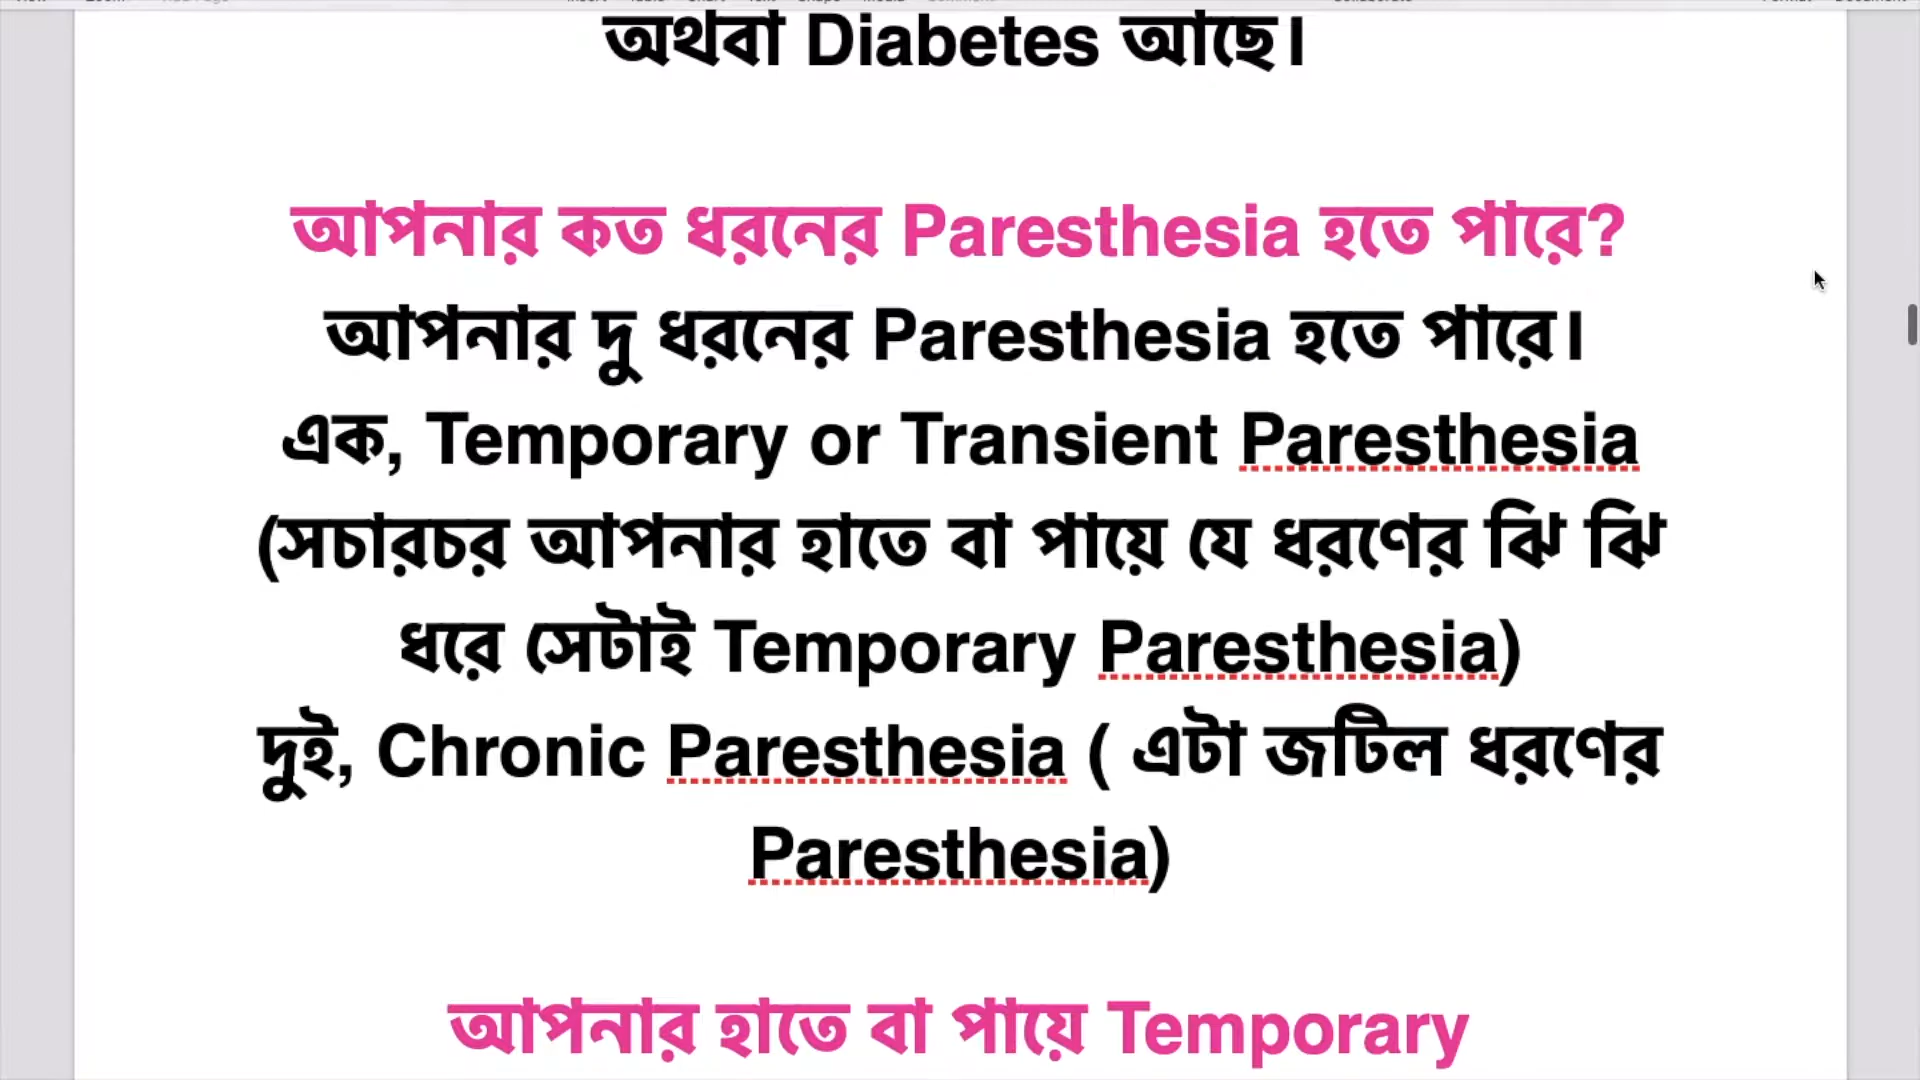 অথবা Diabetes আছে।
আপনার কত ধরনের Paresthesia হতে পারে?
আপনার দু ধরনের Paresthesia হতে পারে।
এক, Temporary or Transient Paresthesia
(সচারচর আপনার হাতে বা পায়ে যে ধরণের ঝি ঝি
ধরে সেটাই Temporary Paresthesia)
দুই, Chronic Paresthesia ( এটা জটিল ধরণের
Paresthesia)
আপনার হাতে বা পায়ে Temporary